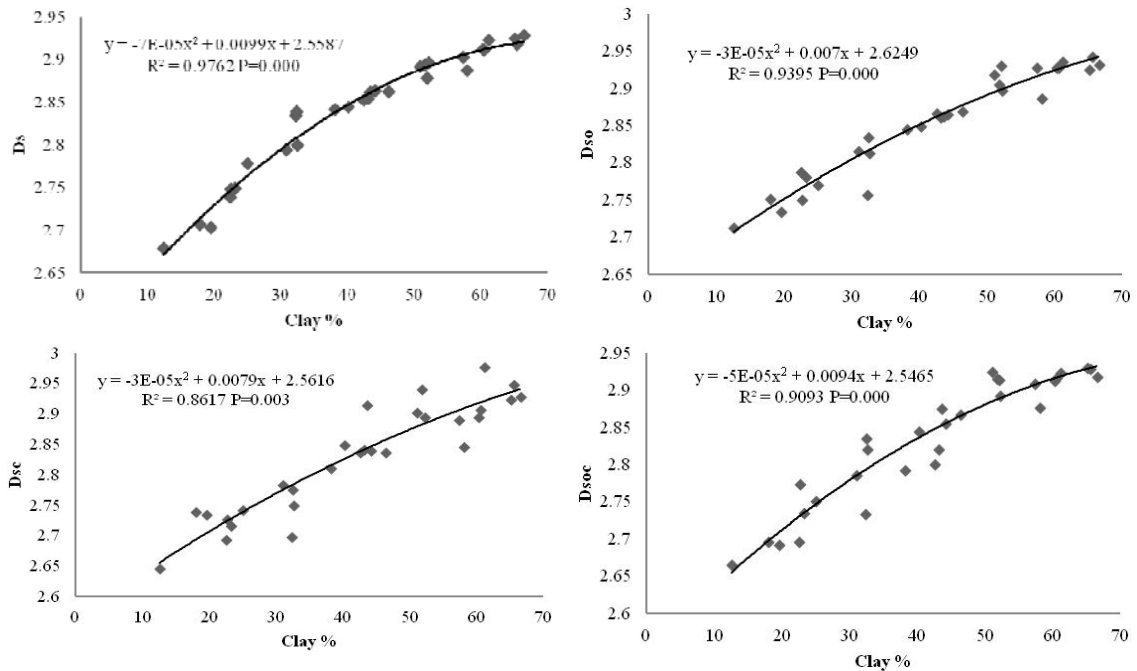 y = -7E-05x² + 0.0099x + 2.5587
R² = 0.9762 P=0.000
2.95
2.9
2.85
2.8
2.75
2.7
2.65
Ds
0 10 20 30 40 50 60 70
Clay %
y = -3E-05x² + 0.007x + 2.6249
R² = 0.9395 P=0.000
3
2.95
2.9
2.85
2.8
2.75
2.7
2.65
Dso
0 10 20 30 40 50 60 70
Clay %
y = -3E-05x² + 0.0079x + 2.5616
R² = 0.8617 P=0.003
3
2.95
2.9
2.85
2.8
2.75
2.7
2.65
2.6
Dsc
0 10 20 30 40 50 60 70
Clay %
y = -5E-05x² + 0.0094x + 2.5465
R² = 0.9093 P=0.000
2.95
2.9
2.85
2.8
2.75
2.7
2.65
2.6
Dsoc
0 10 20 30 40 50 60 70
Clay %